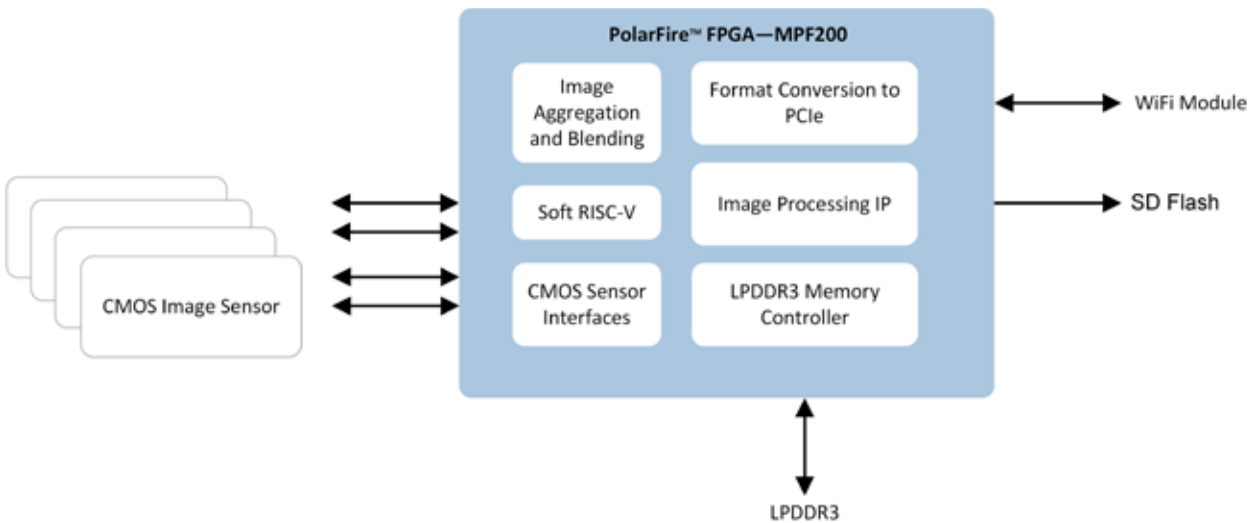 PolarFire™ FPGA—MPF200
Image
Aggregation
and Blending
Format Conversion to
PCIe
Soft RISC-V
Image Processing IP
CMOS Sensor
Interfaces
LPDDR3 Memory
Controller
CMOS Image Sensor
WiFi Module
SD Flash
LPDDR3